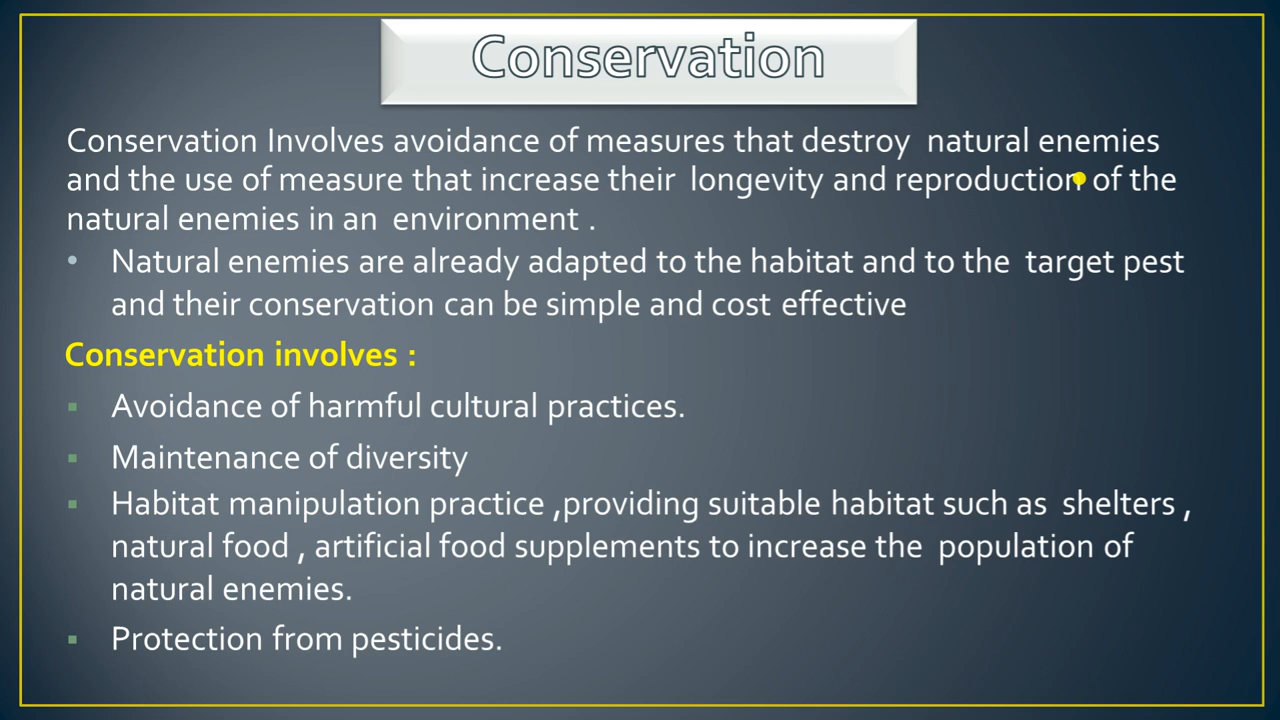 Conservation
Conservation Involves avoidance of measures that destroy natural enemies
and the use of measure that increase their longevity and reproduction of the
natural enemies in an environment .
• Natural enemies are already adapted to the habitat and to the target pest
and their conservation can be simple and cost effective
Conservation involves :
▪ Avoidance of harmful cultural practices.
▪ Maintenance of diversity
▪ Habitat manipulation practice ,providing suitable habitat such as shelters ,
natural food , artificial food supplements to increase the population of
natural enemies.
▪ Protection from pesticides.